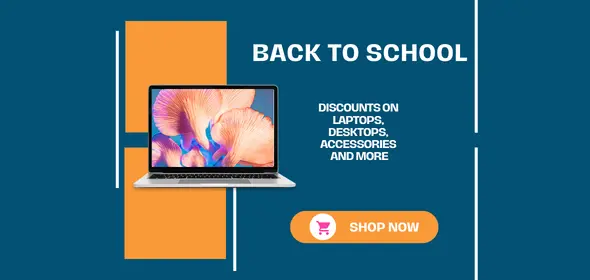 BACK TO SCHOOL
DISCOUNTS ON
LAPTOPS,
DESKTOPS,
ACCESSORIES
AND MORE
SHOP NOW